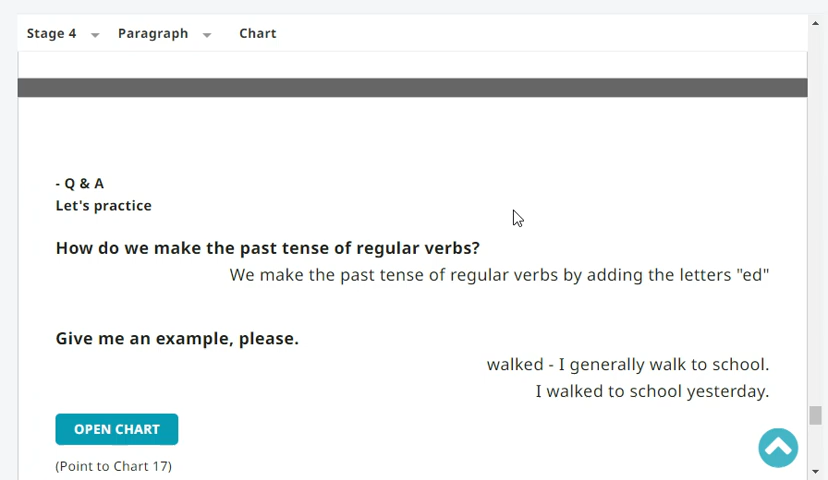 Stage 4 Paragraph Chart
- Q & A
Let's practice
How do we make the past tense of regular verbs?
We make the past tense of regular verbs by adding the letters "ed"
Give me an example, please.
walked - I generally walk to school.
I walked to school yesterday.
OPEN CHART
(Point to Chart 17)